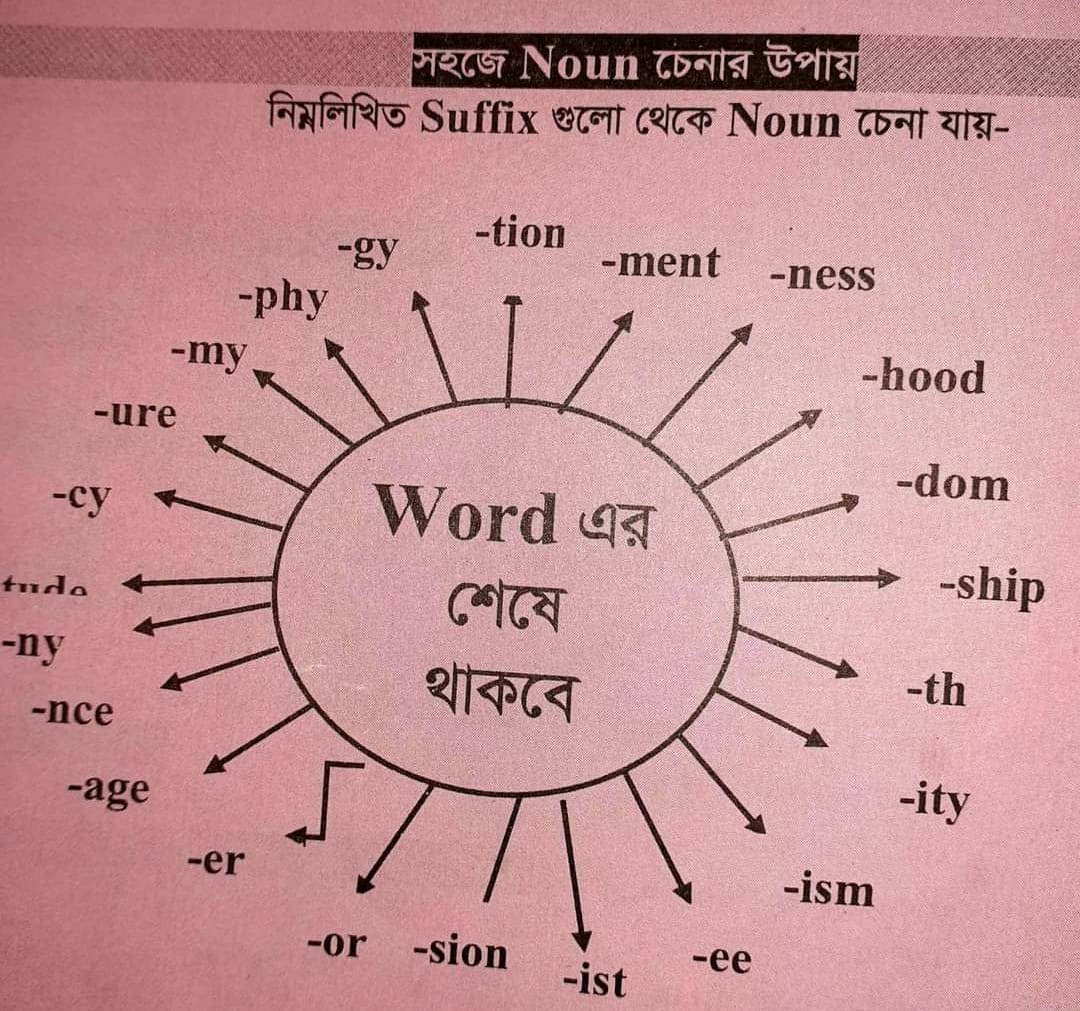 সহজে Noun চেনার উপায়
নিম্নলিখিত Suffix গুলো থেকে Noun চেনা যায়-
-tion
-ment
-ness
-hood
-dom
-ship
-th
-ity
-ism
-ee
-ist
-sion
-or
-er
-age
-nce
-ny
tude
-cy
-ure
-my
-phy
-gy
Word এর
শেষে
থাকবে